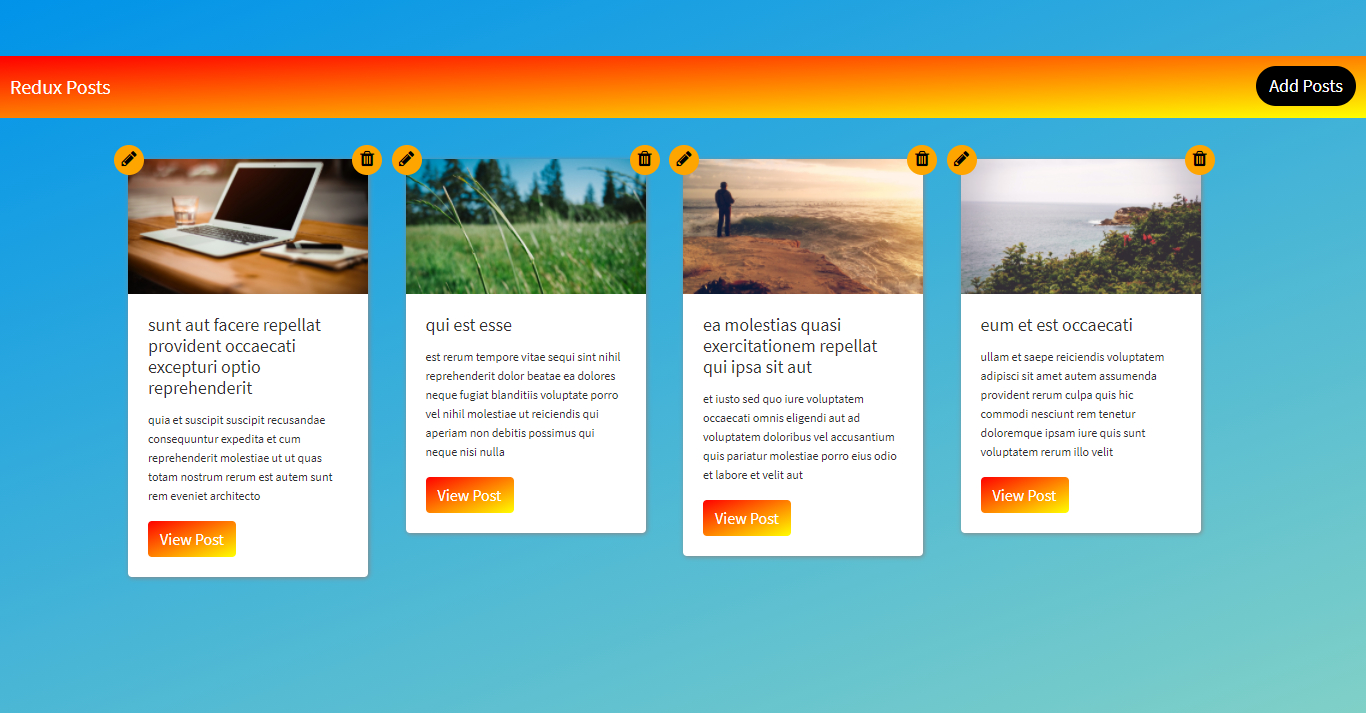 Redux Posts
Add Posts
sunt aut facere repellat
provident occaecati
excepturi optio
reprehenderit
quia et suscipit suscipit recusandae
consequuntur expedita et cum
reprehenderit molestiae ut ut quas
totam nostrum rerum est autem sunt
rem eveniet architecto
View Post
qui est esse
est rerum tempore vitae sequi sint nihil
reprehenderit dolor beatae ea dolores
neque fugiat blanditiis voluptate porro
vel nihil molestiae ut reiciendis qui
aperiam non debitis possimus qui
neque nisi nulla
View Post
ea molestias quasi
exercitationem repellat
qui ipsa sit aut
et iusto sed quo iure voluptatem
occaecati omnis eligendi aut ad
voluptatem doloribus vel accusantium
quis pariatur molestiae porro eius odio
et labore et velit aut
View Post
eum et est occaecati
ullam et saepe reiciendis voluptatem
adipisci sit amet autem assumenda
provident rerum culpa quis hic
commodi nesciunt rem tenetur
doloremque ipsam iure quis sunt
voluptatem rerum illo velit
View Post